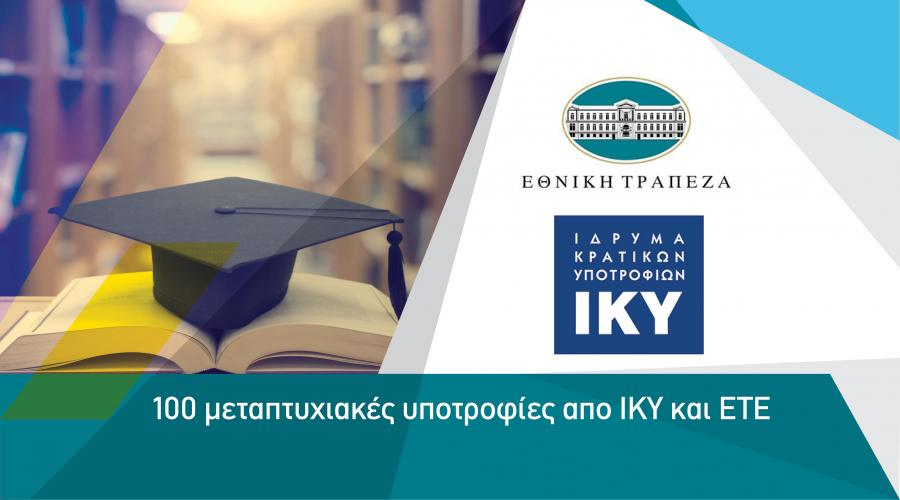 ΕΘΝΙΚΗ ΤΡΑΠΕΖΑ
ΙΔΡΥΜΑ
ΚΡΑΤΙΚΩΝ
ΥΠΟΤΡΟΦΙΩΝ
ΙΚΥ
100 μεταπτυχιακές υποτροφίες απο ΙΚΥ και ΕΤΕ